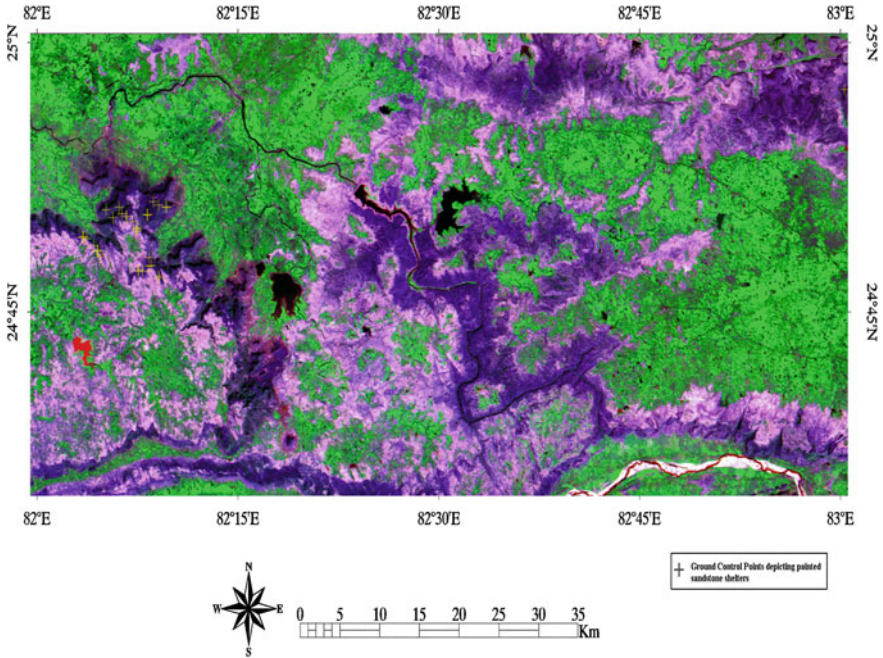 82°E 82°15'E 82°30'E 82°45'E 83°E
25°N 25°N
24°45'N 24°45'N
82°E 82°15'E 82°30'E 82°45'E 83°E
N
W E
S
0 5 10 15 20 25 30 35
Km
Ground Control Points depicting painted
sandstone shelters